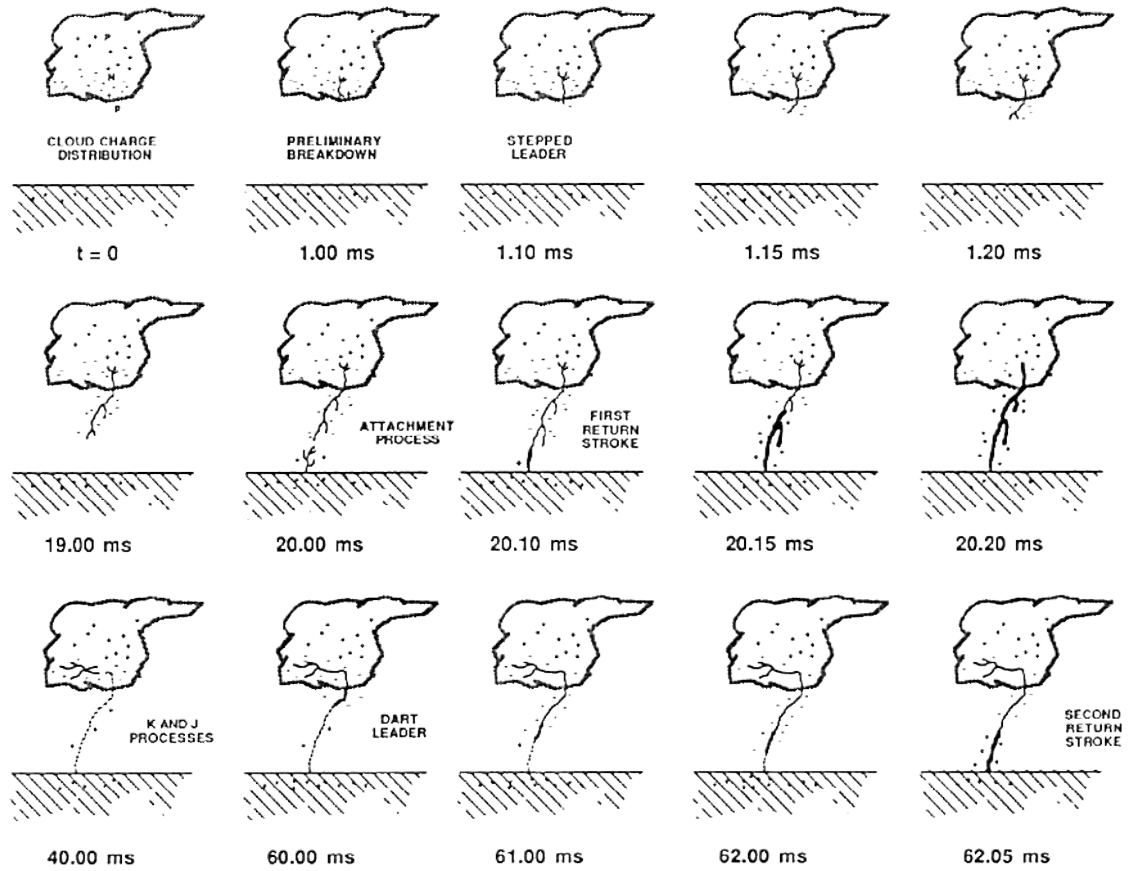 P
N
P
CLOUD CHARGE
DISTRIBUTION
PRELIMINARY
BREAKDOWN
STEPPED
LEADER
t = 0
1.00 ms
1.10 ms
1.15 ms
1.20 ms
ATTACHMENT
PROCESS
FIRST
RETURN
STROKE
19.00 ms
20.00 ms
20.10 ms
20.15 ms
20.20 ms
K AND J
PROCESSES
DART
LEADER
SECOND
RETURN
STROKE
40.00 ms
60.00 ms
61.00 ms
62.00 ms
62.05 ms